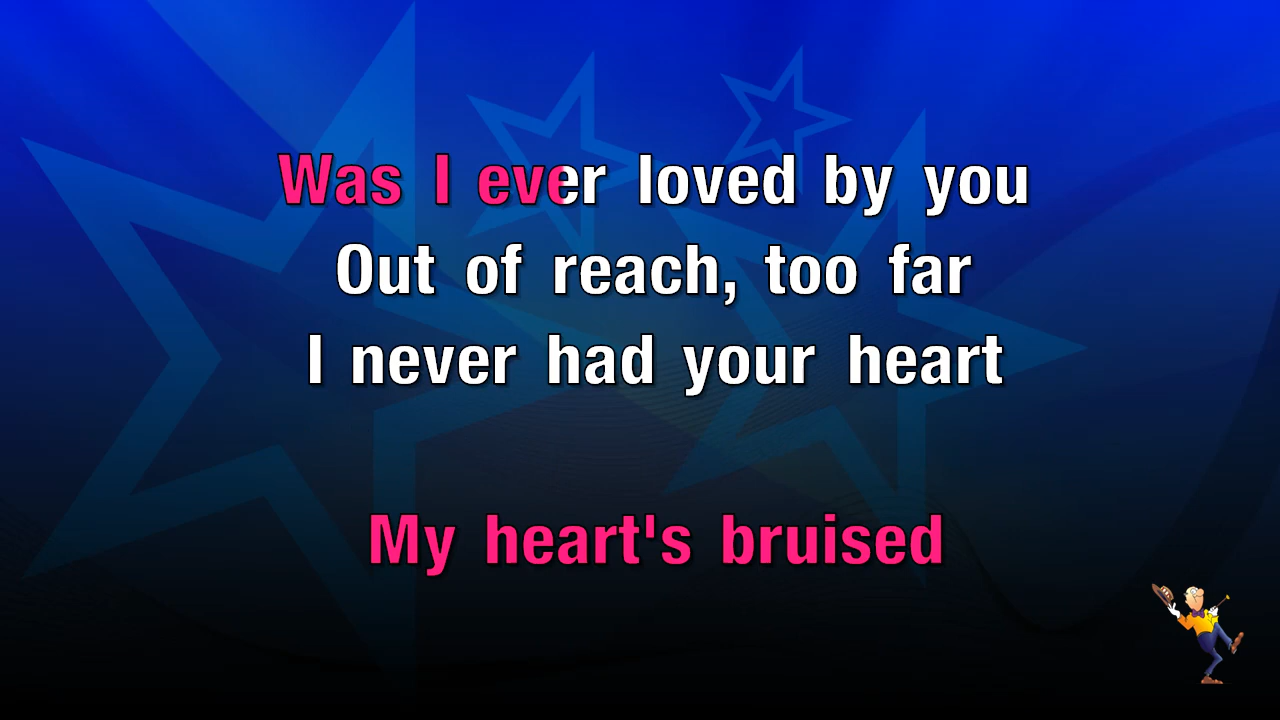 Was I ever loved by you
Out of reach, too far
I never had your heart
My heart's bruised